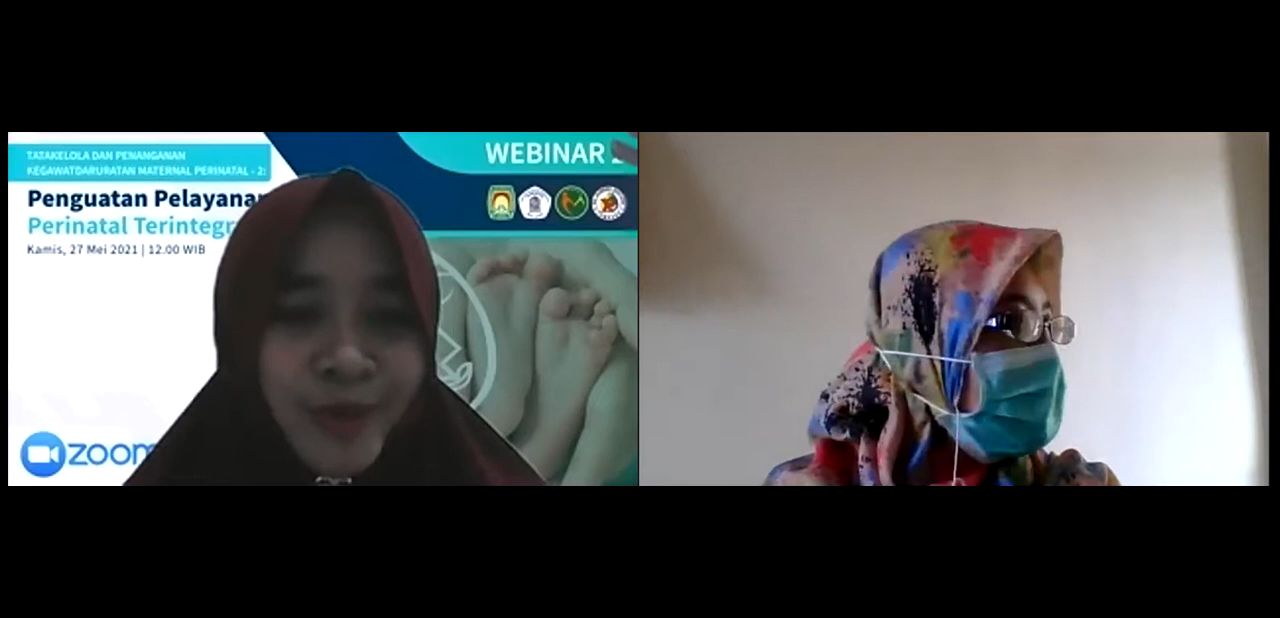 TATAKELOLA DAN PENANGANAN
KEGAWATDARURATAN MATERNAL PERINATAL - 2:
Penguatan Pelayanan
Perinatal Terintegr
Kamis, 27 Mei 2021 | 12.00 WIB
WEBINAR 2
zoom